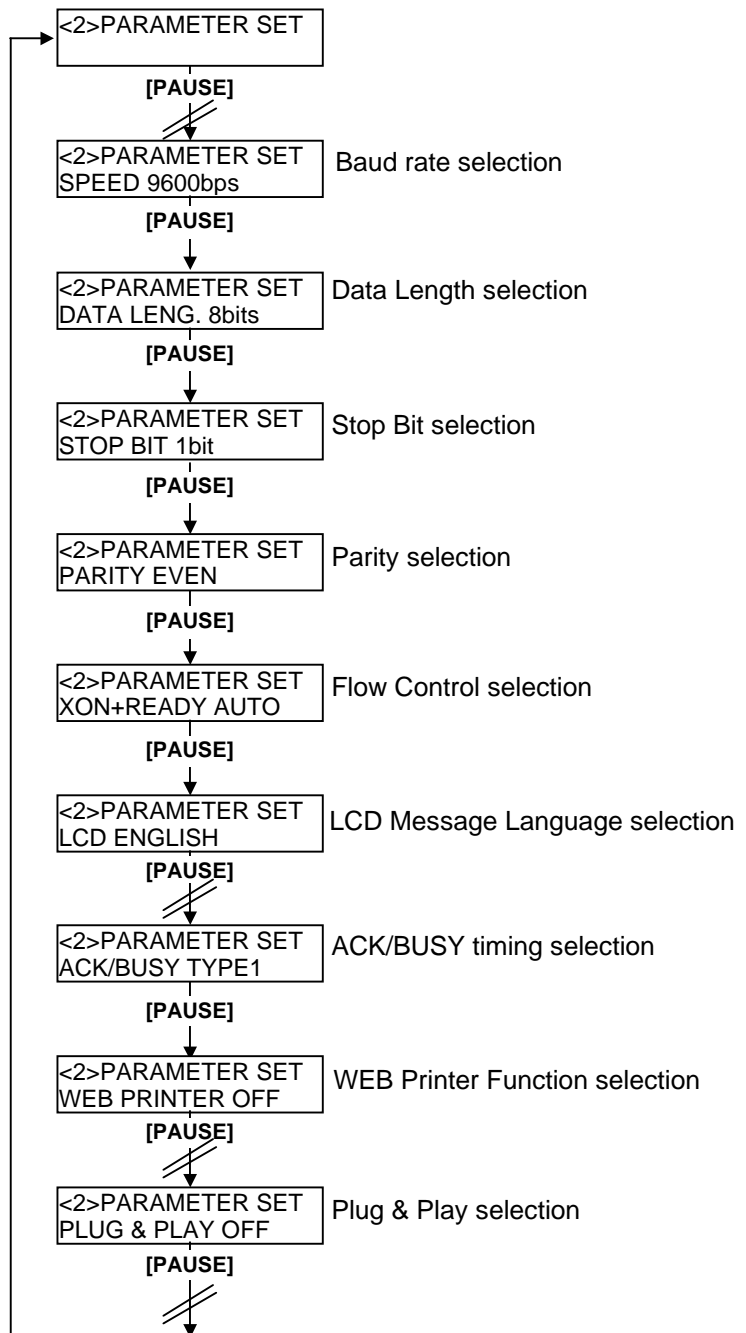 <2>PARAMETER SET
[PAUSE]
<2>PARAMETER SET
SPEED 9600bps
Baud rate selection
[PAUSE]
<2>PARAMETER SET
DATA LENG. 8bits
Data Length selection
[PAUSE]
<2>PARAMETER SET
STOP BIT 1bit
Stop Bit selection
[PAUSE]
<2>PARAMETER SET
PARITY EVEN
Parity selection
[PAUSE]
<2>PARAMETER SET
XON+READY AUTO
Flow Control selection
[PAUSE]
<2>PARAMETER SET
LCD ENGLISH
LCD Message Language selection
[PAUSE]
<2>PARAMETER SET
ACK/BUSY TYPE1
ACK/BUSY timing selection
[PAUSE]
<2>PARAMETER SET
WEB PRINTER OFF
WEB Printer Function selection
[PAUSE]
<2>PARAMETER SET
PLUG & PLAY OFF
Plug & Play selection
[PAUSE]